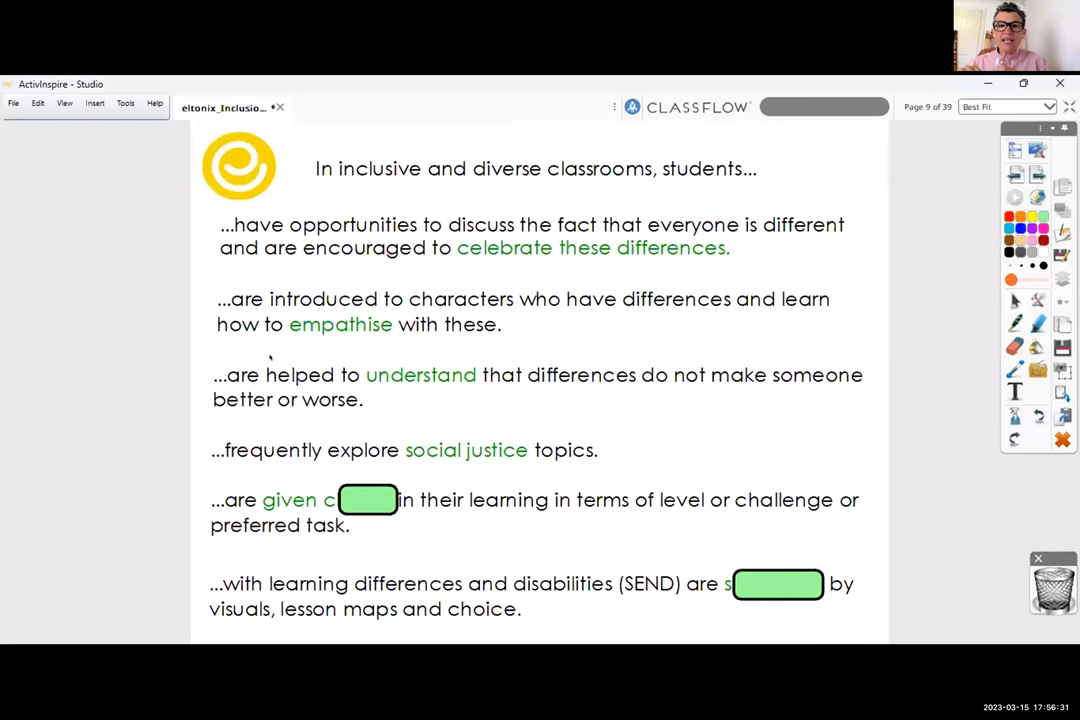 ActivInspire - Studio
File Edit View Insert Tools Help
eltonix_Inclusio... *
CLASSFLOW
Page 9 of 39
Best Fit
In inclusive and diverse classrooms, students...
...have opportunities to discuss the fact that everyone is different
and are encouraged to celebrate these differences.
...are introduced to characters who have differences and learn
how to empathise with these.
...are helped to understand that differences do not make someone
better or worse.
...frequently explore social justice topics.
...are given c in their learning in terms of level or challenge or
preferred task.
...with learning differences and disabilities (SEND) are s by
visuals, lesson maps and choice.
2023-03-15 17:56:31